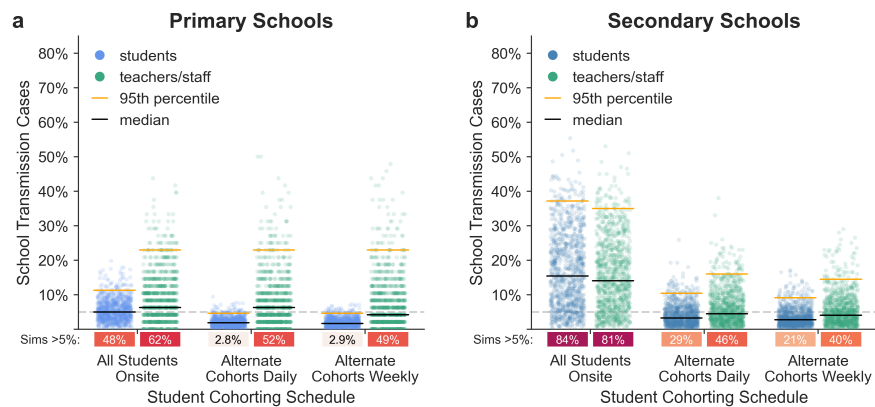 a
Primary Schools
School Transmission Cases
80%
70%
60%
50%
40%
30%
20%
10%
students
teachers/staff
95th percentile
median
Sims >5%:
48%
62%
2.8%
52%
2.9%
49%
All Students
Onsite
Alternate
Cohorts Daily
Alternate
Cohorts Weekly
Student Cohorting Schedule
b
Secondary Schools
School Transmission Cases
80%
70%
60%
50%
40%
30%
20%
10%
students
teachers/staff
95th percentile
median
Sims >5%:
84%
81%
29%
46%
21%
40%
All Students
Onsite
Alternate
Cohorts Daily
Alternate
Cohorts Weekly
Student Cohorting Schedule